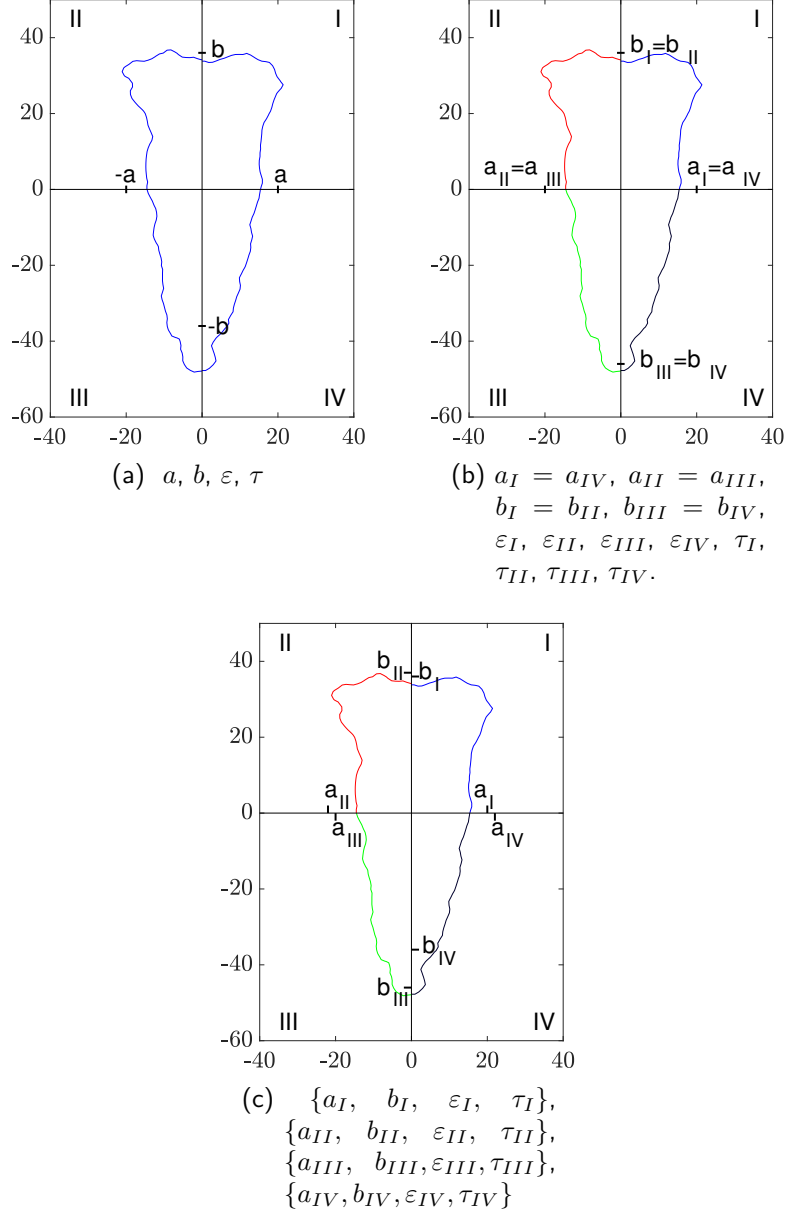 II I
40
b
20
-a a
0
-20
-b
-40
III IV
-60
-40 -20 0 20 40
(a) a, b, ε, τ
II I
40
b_I=b_II
20
a_II=a_III a_I=a_IV
0
-20
-40
b_III=b_IV
III IV
-60
-40 -20 0 20 40
(b) a_I = a_IV, a_II = a_III,
b_I = b_II, b_III = b_IV,
ε_I, ε_II, ε_III, ε_IV, τ_I,
τ_II, τ_III, τ_IV.
II I
40
b_II b_I
20
a_II a_I
0
a_III a_IV
-20
b_IV
-40
b_III
III IV
-60
-40 -20 0 20 40
(c) {a_I, b_I, ε_I, τ_I},
{a_II, b_II, ε_II, τ_II},
{a_III, b_III, ε_III, τ_III},
{a_IV, b_IV, ε_IV, τ_IV}